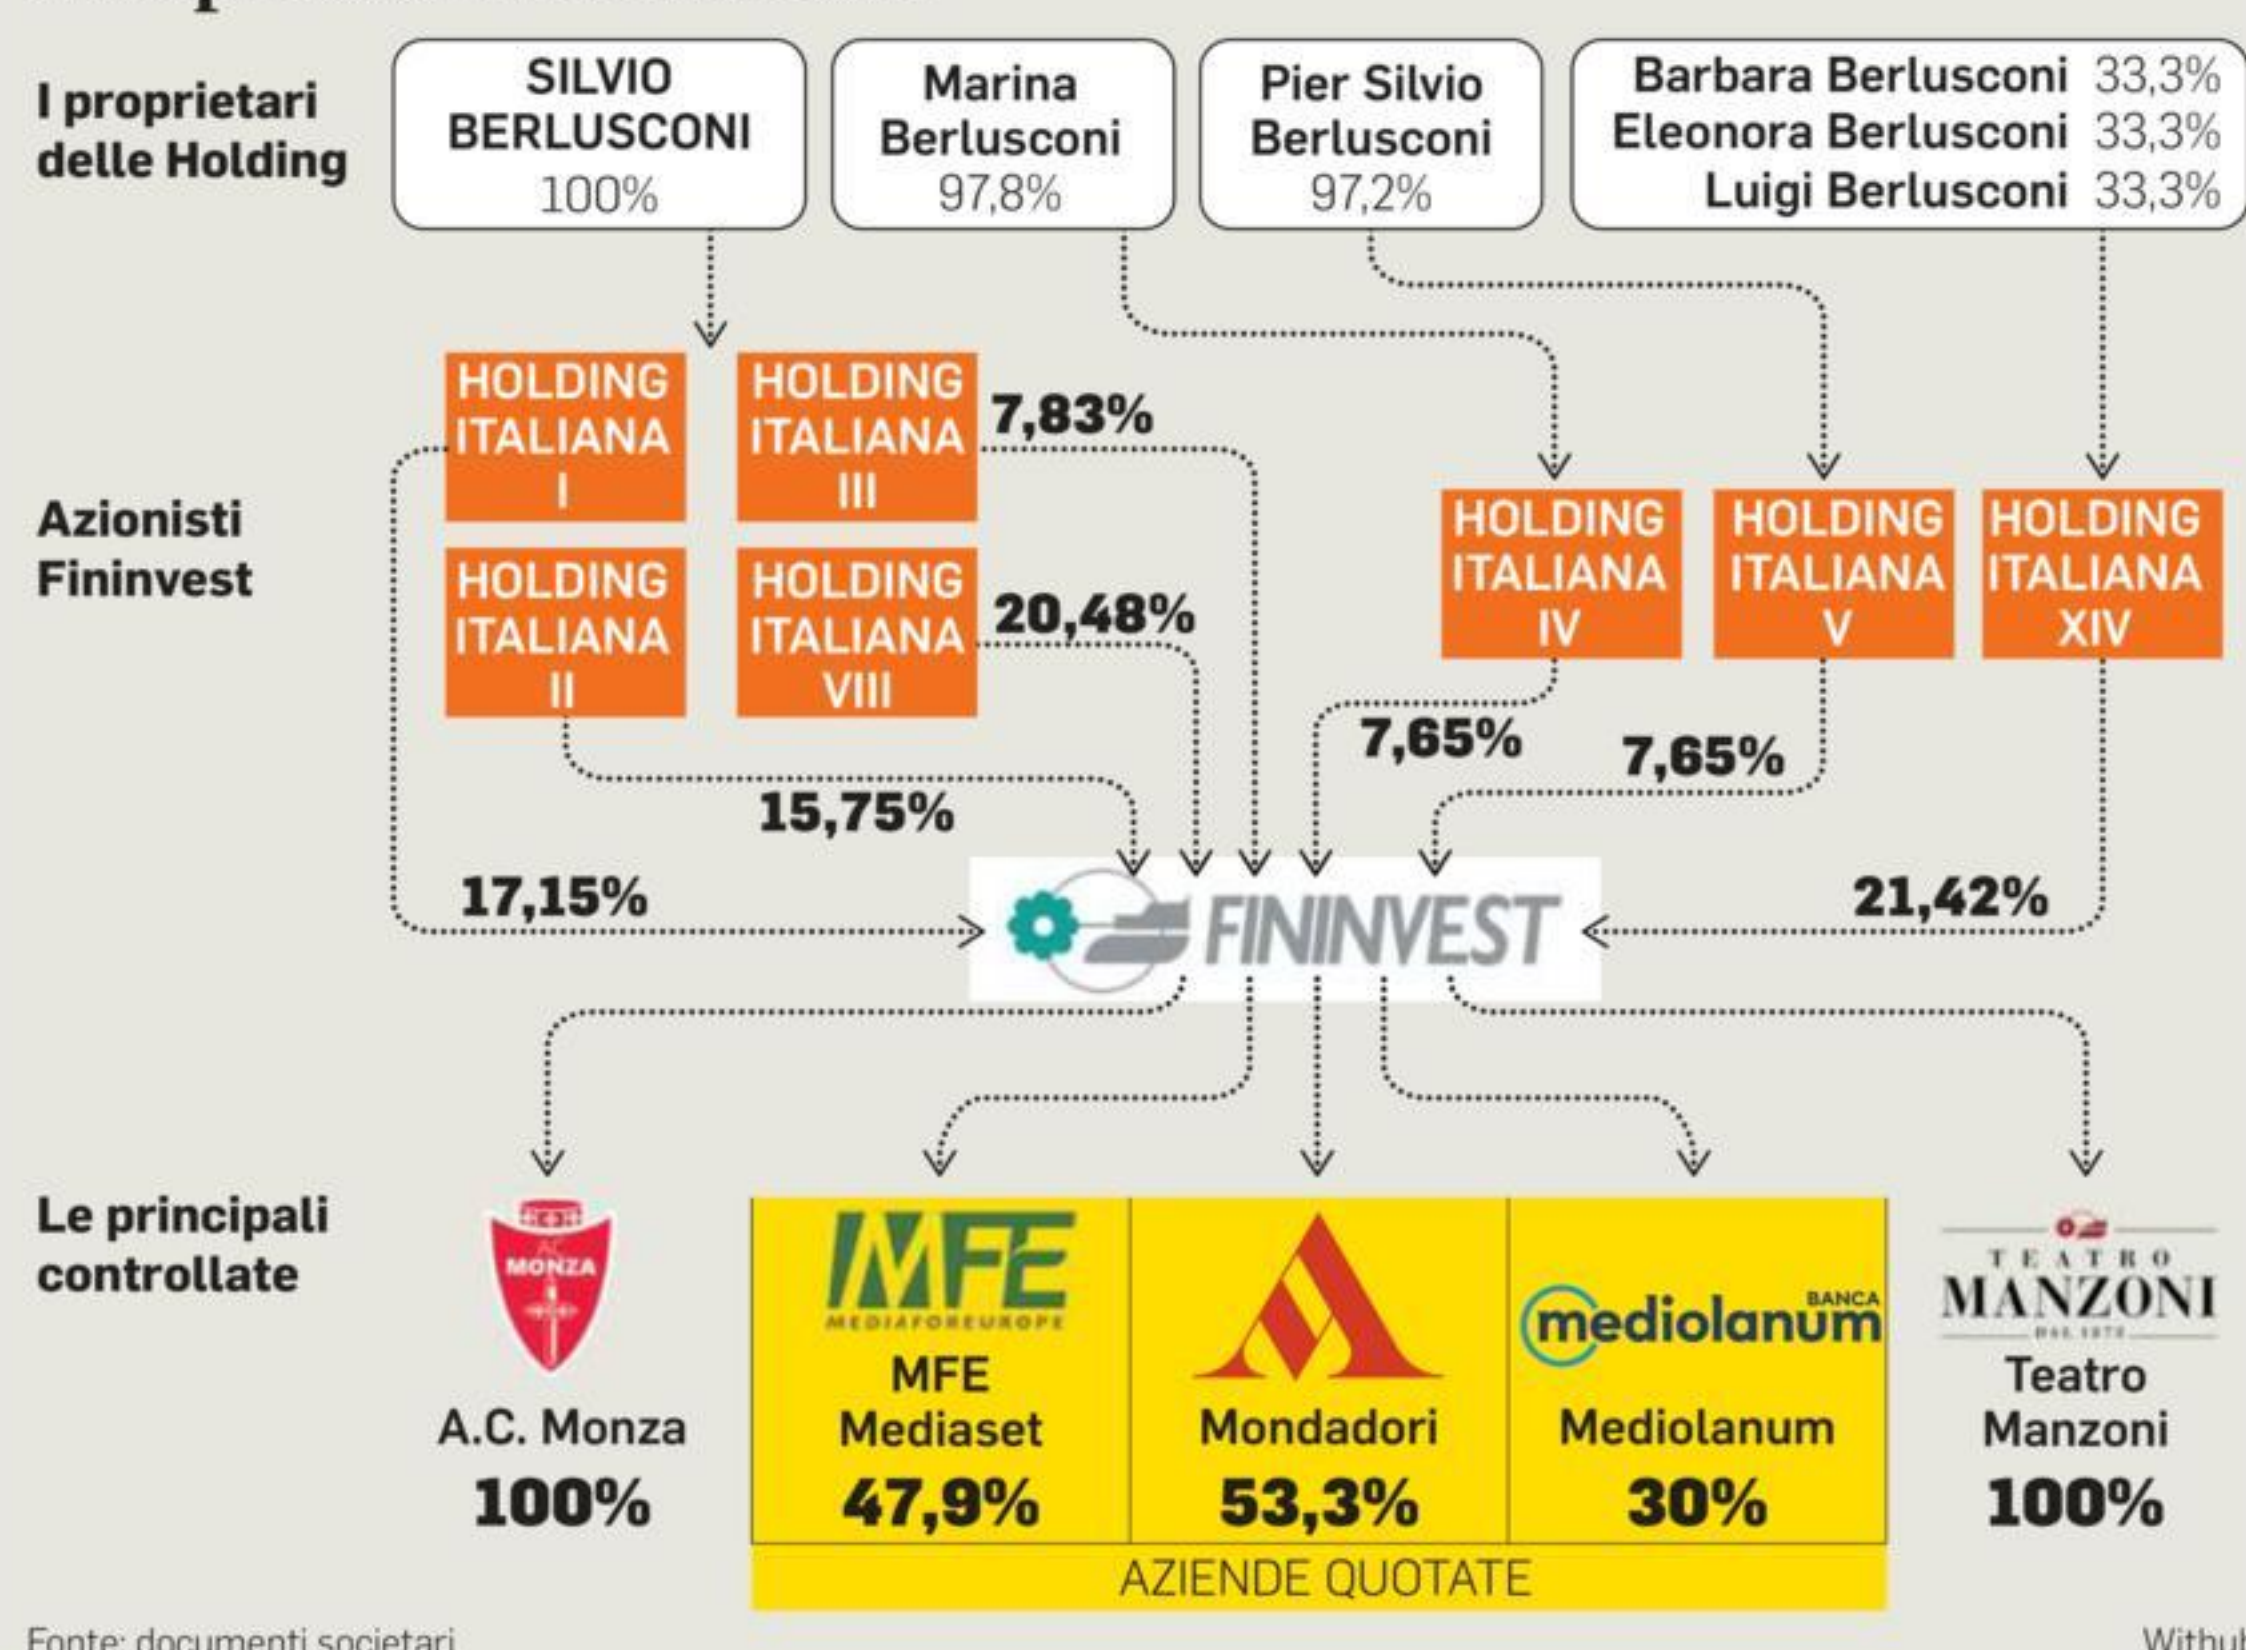 I proprietari
delle Holding
SILVIO
BERLUSCONI
100%
Marina
Berlusconi
97,8%
Pier Silvio
Berlusconi
97,2%
Barbara Berlusconi 33,3%
Eleonora Berlusconi 33,3%
Luigi Berlusconi 33,3%
Azionisti
Fininvest
HOLDING
ITALIANA
I
HOLDING
ITALIANA
III
7,83%
HOLDING
ITALIANA
II
HOLDING
ITALIANA
VIII
20,48%
HOLDING
ITALIANA
IV
HOLDING
ITALIANA
V
HOLDING
ITALIANA
XIV
7,65%
7,65%
15,75%
17,15%
21,42%
FININVEST
Le principali
controllate
A.C.
MONZA
A.C. Monza
100%
MFE
MEDIAFOREUROPE
MFE
Mediaset
47,9%
Mondadori
53,3%
BANCA
mediolanum
Mediolanum
30%
TEATRO
MANZONI
Teatro
Manzoni
100%
AZIENDE QUOTATE
Fonte: documenti societari